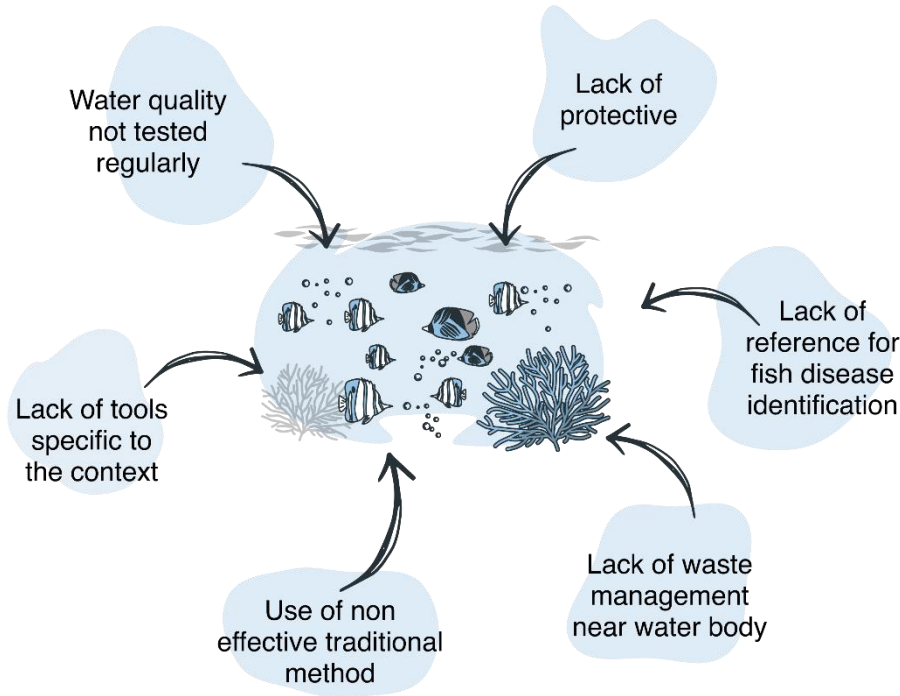 Water quality
not tested
regularly
Lack of
protective
Lack of
reference for
fish disease
identification
Lack of tools
specific to
the context
Lack of waste
management
near water body
Use of non
effective traditional
method